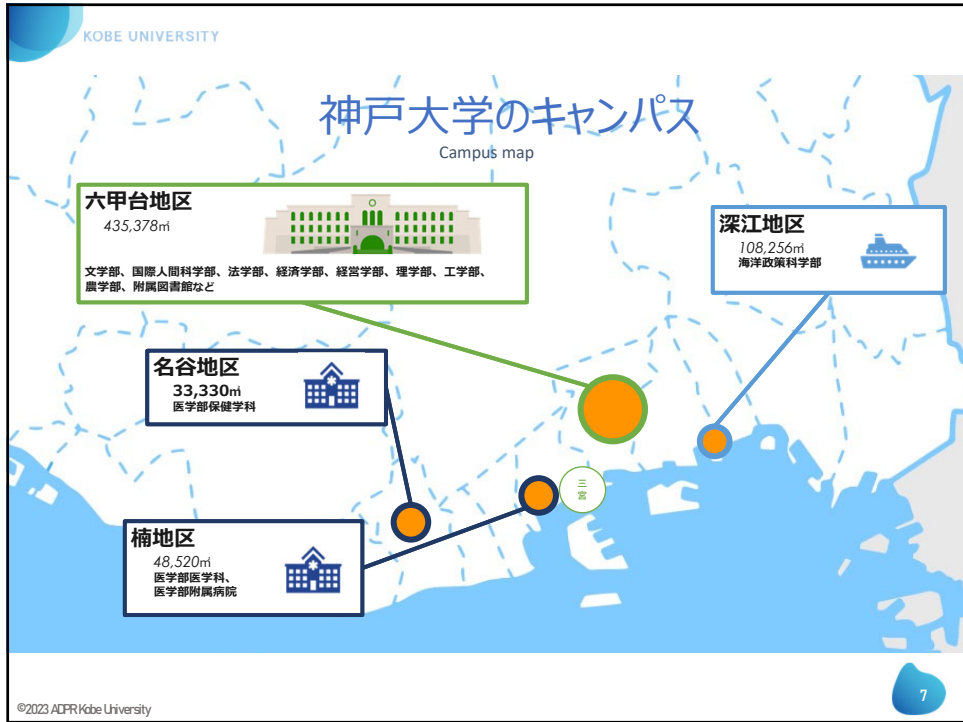 KOBE UNIVERSITY
神戸大学のキャンパス
Campus map
六甲台地区
435,378㎡
文学部、国際人間科学部、法学部、経済学部、経営学部、理学部、工学部、
農学部、附属図書館など
深江地区
108,256㎡
海洋政策科学部
名谷地区
33,330㎡
医学部保健学科
三
宮
楠地区
48,520㎡
医学部医学科、
医学部附属病院
7
©2023 ADPR Kobe University